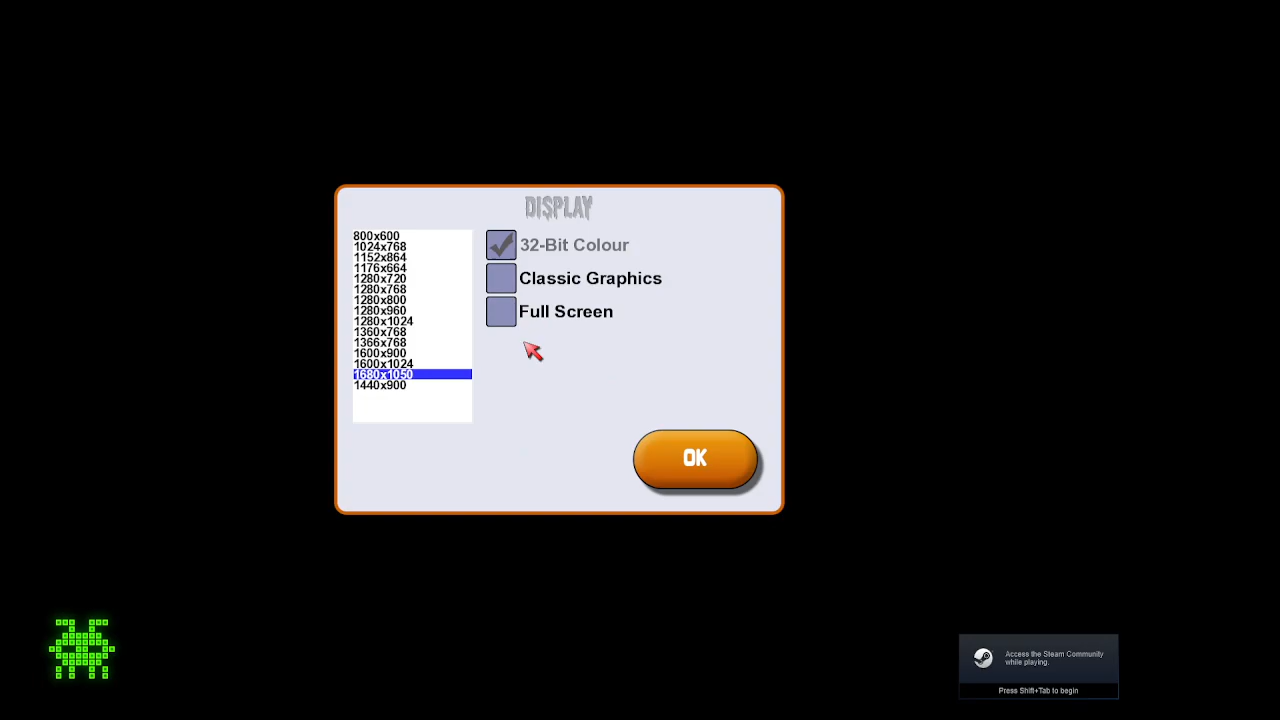 DISPLAY
800x600
1024x768
1152x864
1176x664
1280x720
1280x768
1280x800
1280x960
1280x1024
1360x768
1366x768
1600x900
1600x1024
1680x1050
1440x900
32-Bit Colour
Classic Graphics
Full Screen
OK
Access the Steam Community
while playing.
Press Shift+Tab to begin